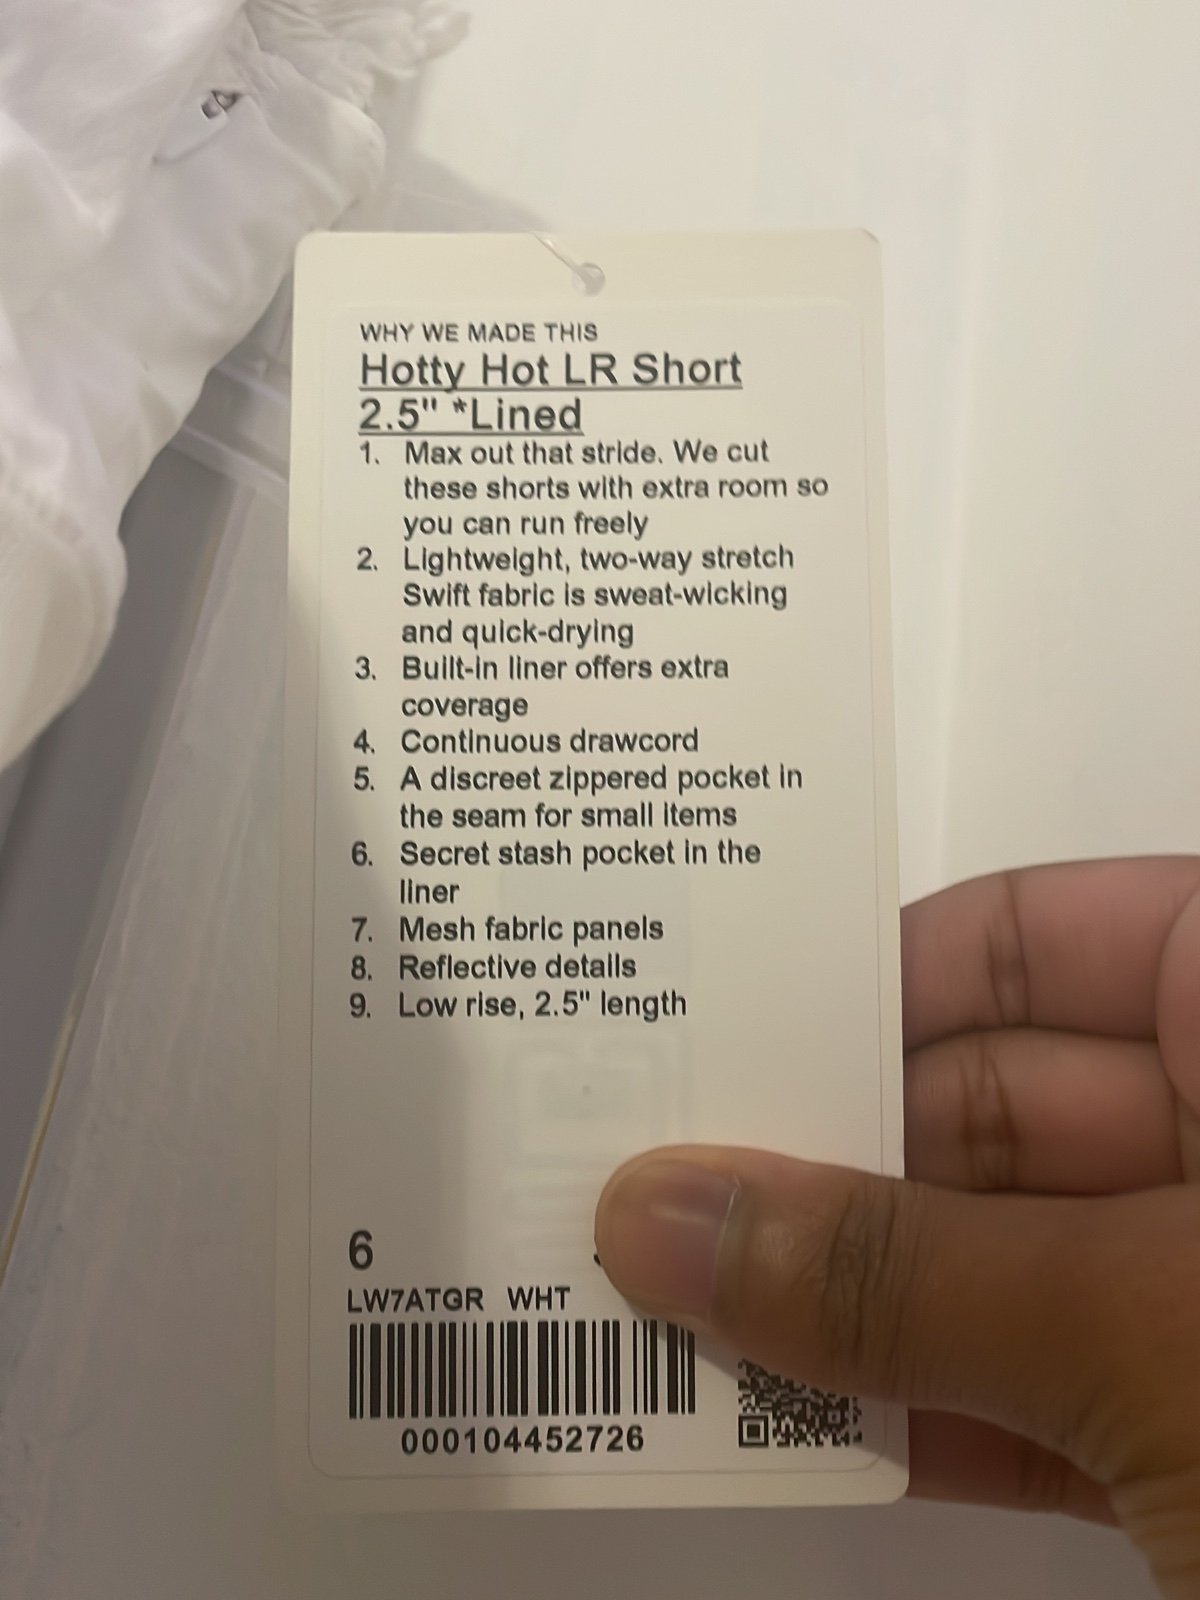 WHY WE MADE THIS
Hotty Hot LR Short
2.5" *Lined
1. Max out that stride. We cut
these shorts with extra room so
you can run freely
2. Lightweight, two-way stretch
Swift fabric is sweat-wicking
and quick-drying
3. Built-in liner offers extra
coverage
4. Continuous drawcord
5. A discreet zippered pocket in
the seam for small items
6. Secret stash pocket in the
liner
7. Mesh fabric panels
8. Reflective details
9. Low rise, 2.5" length
6
LW7ATGR WHT
000104452726